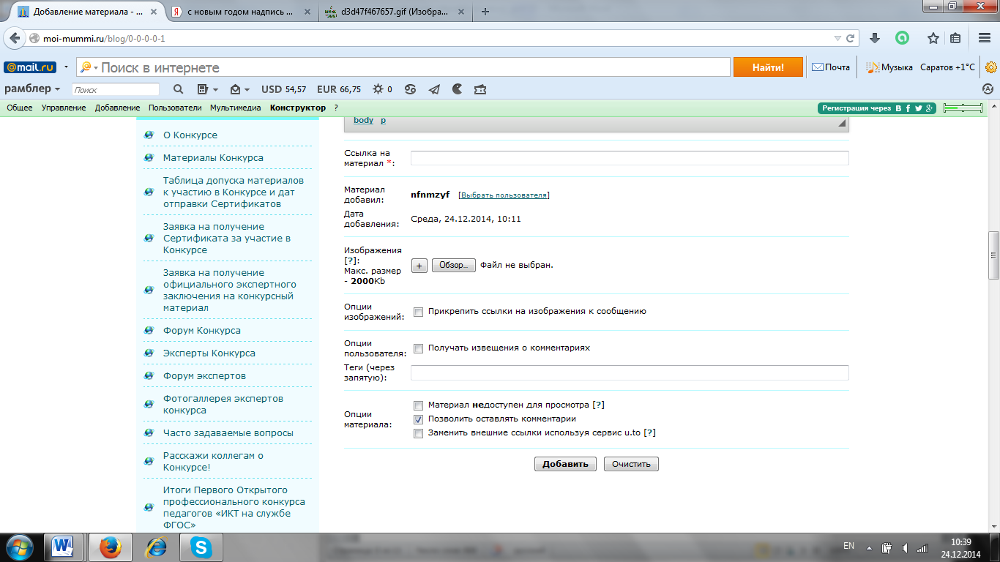 Добавление материала - ...
с новым годом надпись ...
d3d47f467657.gif (Изобра...
moi-mummi.ru/blog/0-0-0-0-1
@mail.ru
Поиск в интернете
Найти!
Почта
Музыка
Саратов +1°C
рамблер
Поиск
USD 54,57
EUR 66,75
0
Общее
Управление
Добавление
Пользователи
Мультимедиа
Конструктор
?
Регистрация через
О Конкурсе
Материалы Конкурса
Таблица допуска материалов
к участию в Конкурсе и дат
отправки Сертификатов
Заявка на получение
Сертификата за участие в
Конкурсе
Заявка на получение
официального экспертного
заключения на конкурсный
материал
Форум Конкурса
Эксперты Конкурса
Форум экспертов
Фотогаллерея экспертов
конкурса
Часто задаваемые вопросы
Расскажи коллегам о
Конкурсе!
Итоги Первого Открытого
профессионального конкурса
педагогов «ИКТ на службе
ФГОС»
body p
Ссылка на
материал *:
Материал
добавил:
nfnmzyf [Выбрать пользователя]
Дата
добавления:
Среда, 24.12.2014, 10:11
Изображения
[?]:
Макс. размер
- 2000Kb
+
Обзор...
Файл не выбран.
Опции
изображений:
Прикрепить ссылки на изображения к сообщению
Опции
пользователя:
Получать извещения о комментариях
Теги (через
запятую):
Опции
материала:
Материал недоступен для просмотра [?]
Позволить оставлять комментарии
Заменить внешние ссылки используя сервис u.to [?]
Добавить
Очистить
EN
10:39
24.12.2014